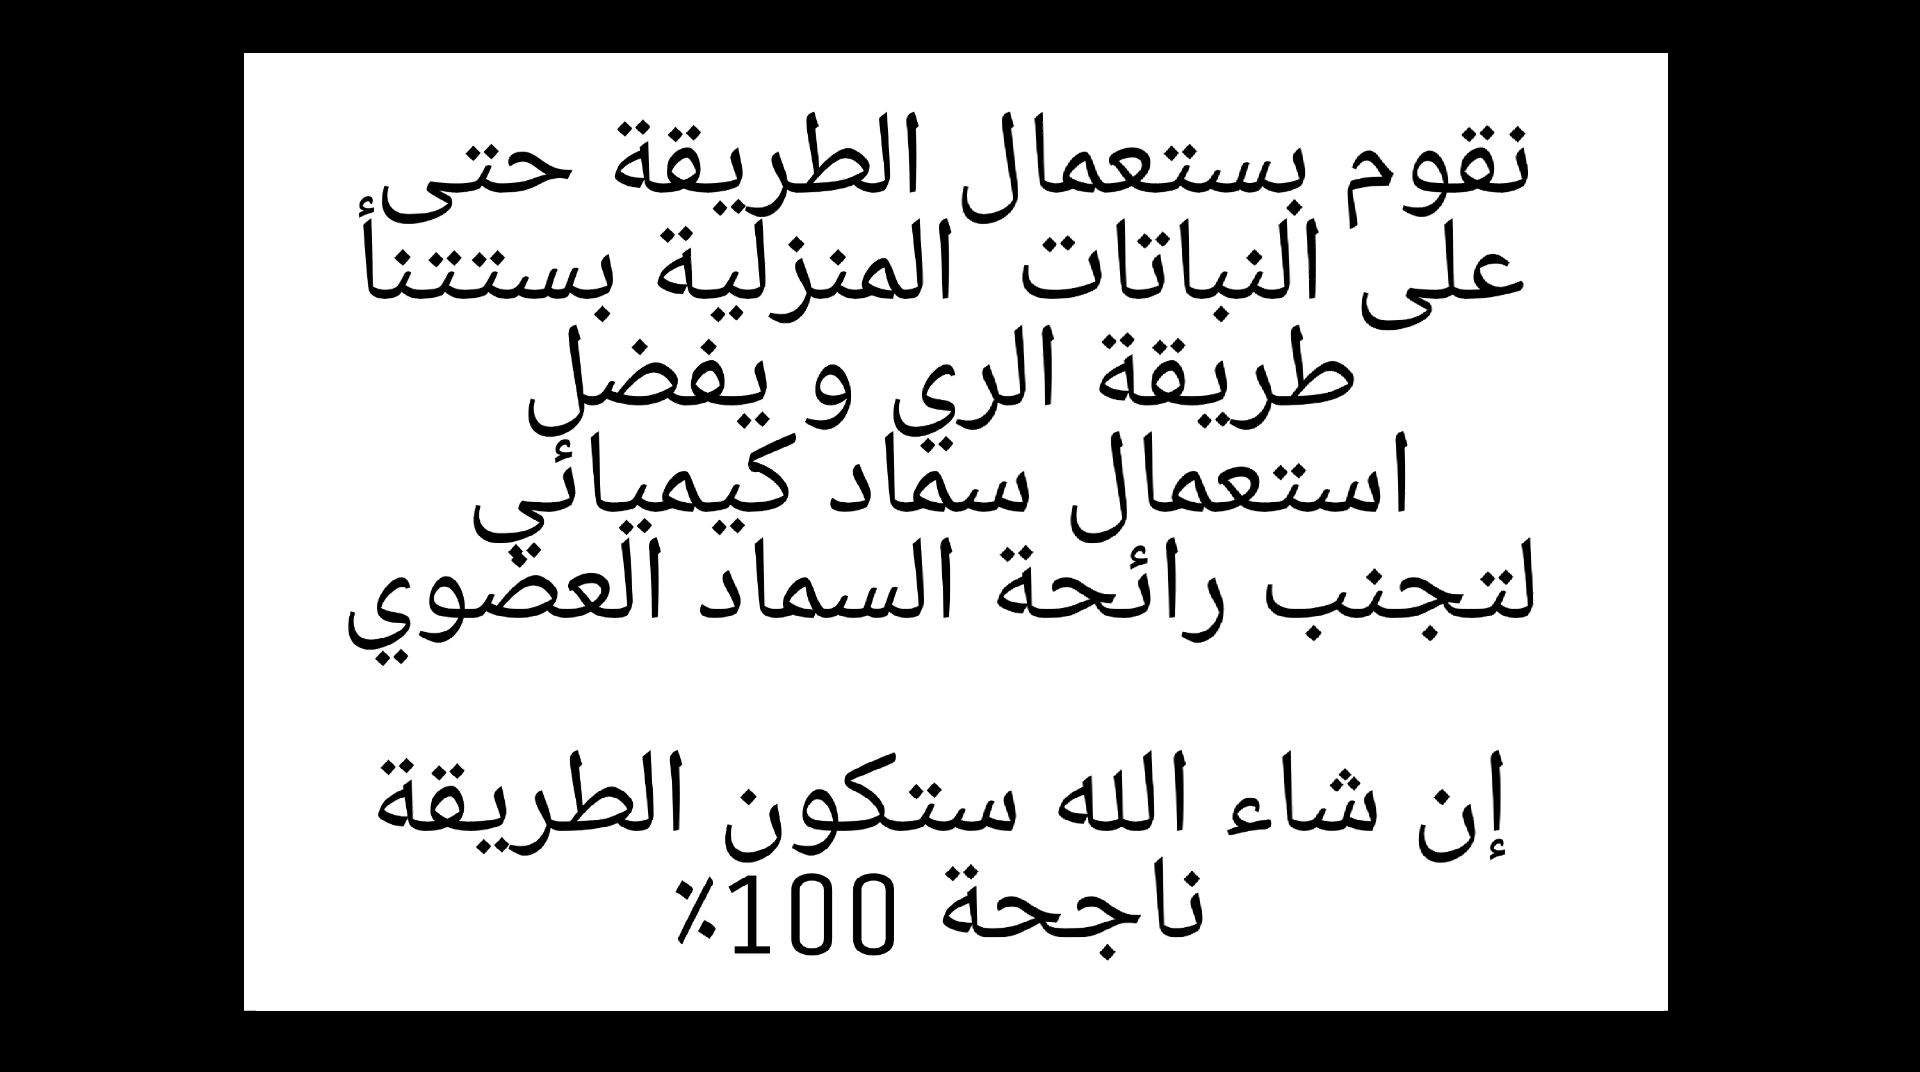 نقوم بستعمال الطريقة حتى
على النباتات المنزلية بستتنأ
طريقة الري و يفضل
استعمال سماد كيميائي
لتجنب رائحة السماد العضوي
إن شاء الله ستكون الطريقة
ناجحة 100٪